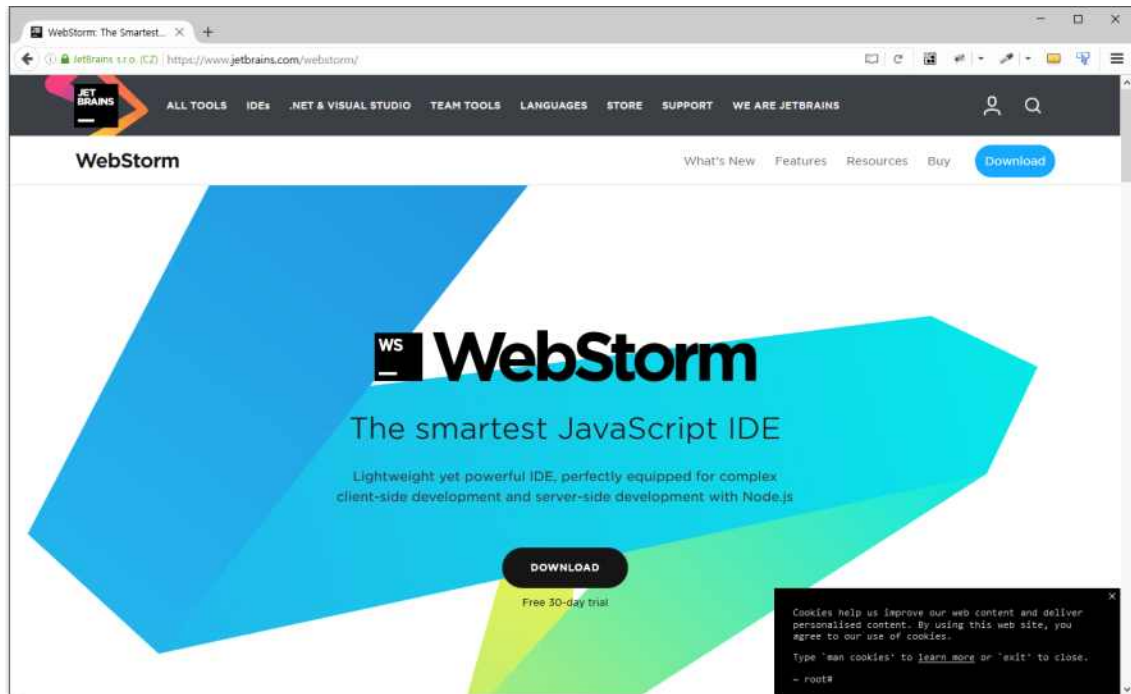 WebStorm: The Smartest...
JetBrains s.r.o. (CZ) https://www.jetbrains.com/webstorm/
JET
BRAINS
ALL TOOLS IDEs .NET & VISUAL STUDIO TEAM TOOLS LANGUAGES STORE SUPPORT WE ARE JETBRAINS
WebStorm
What's New Features Resources Buy Download
WS
WebStorm
The smartest JavaScript IDE
Lightweight yet powerful IDE, perfectly equipped for complex
client-side development and server-side development with Node.js
DOWNLOAD
Free 30-day trial
Cookies help us improve our web content and deliver
personalised content. By using this web site, you
agree to our use of cookies.
Type `man cookies' to learn more or `exit' to close.
~ root#